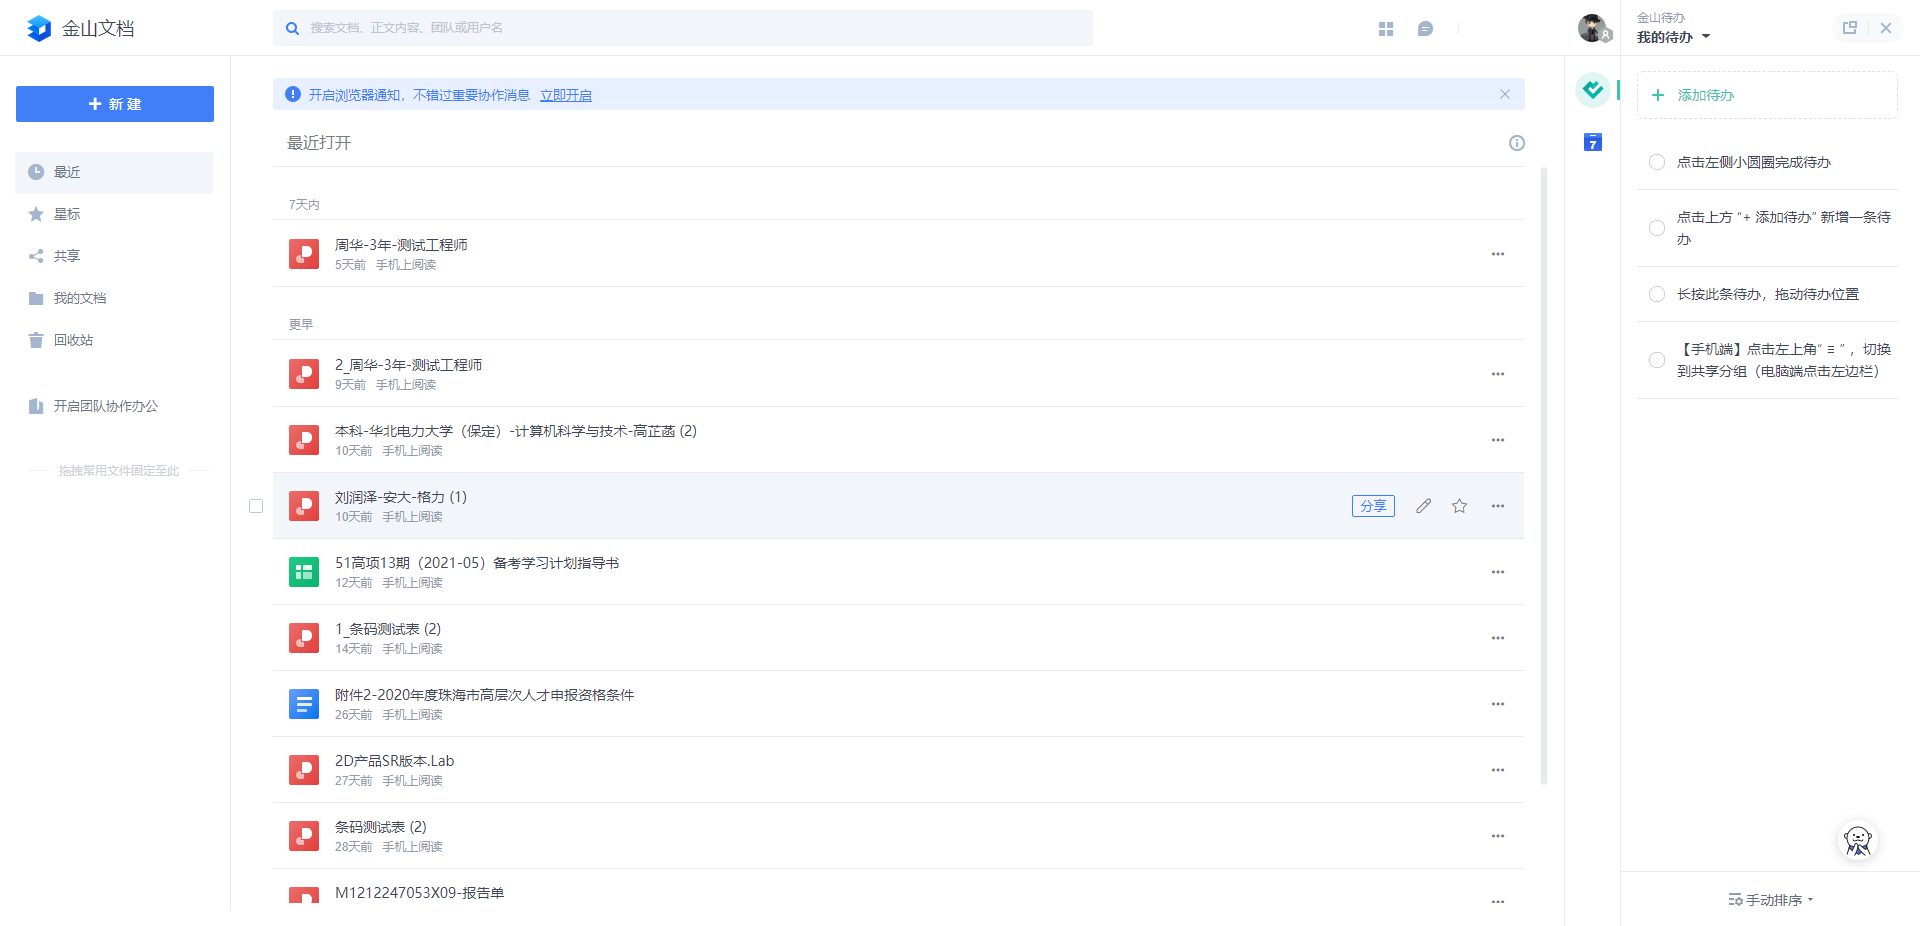 金山文档
搜索文档、正文内容、团队或用户名
新建
最近
星标
共享
我的文档
回收站
开启团队协作办公
拖拽常用文件固定至此
开启浏览器通知，不错过重要协作消息 立即开启
最近打开
7天内
周华-3年-测试工程师
5天前 手机上阅读
更早
2_周华-3年-测试工程师
9天前 手机上阅读
本科-华北电力大学（保定）-计算机科学与技术-高芷菡 (2)
10天前 手机上阅读
刘润泽-安大-格力 (1)
10天前 手机上阅读
分享
51高项13期（2021-05）备考学习计划指导书
12天前 手机上阅读
1_条码测试表 (2)
14天前 手机上阅读
附件2-2020年度珠海市高层次人才申报资格条件
26天前 手机上阅读
2D产品SR版本.Lab
27天前 手机上阅读
条码测试表 (2)
28天前 手机上阅读
M1212247053X09-报告单
7
金山待办
我的待办
添加待办
点击左侧小圆圈完成待办
点击上方 “+ 添加待办” 新增一条待
办
长按此条待办，拖动待办位置
【手机端】点击左上角“ ≡ ” ，切换
到共享分组（电脑端点击左边栏）
手动排序